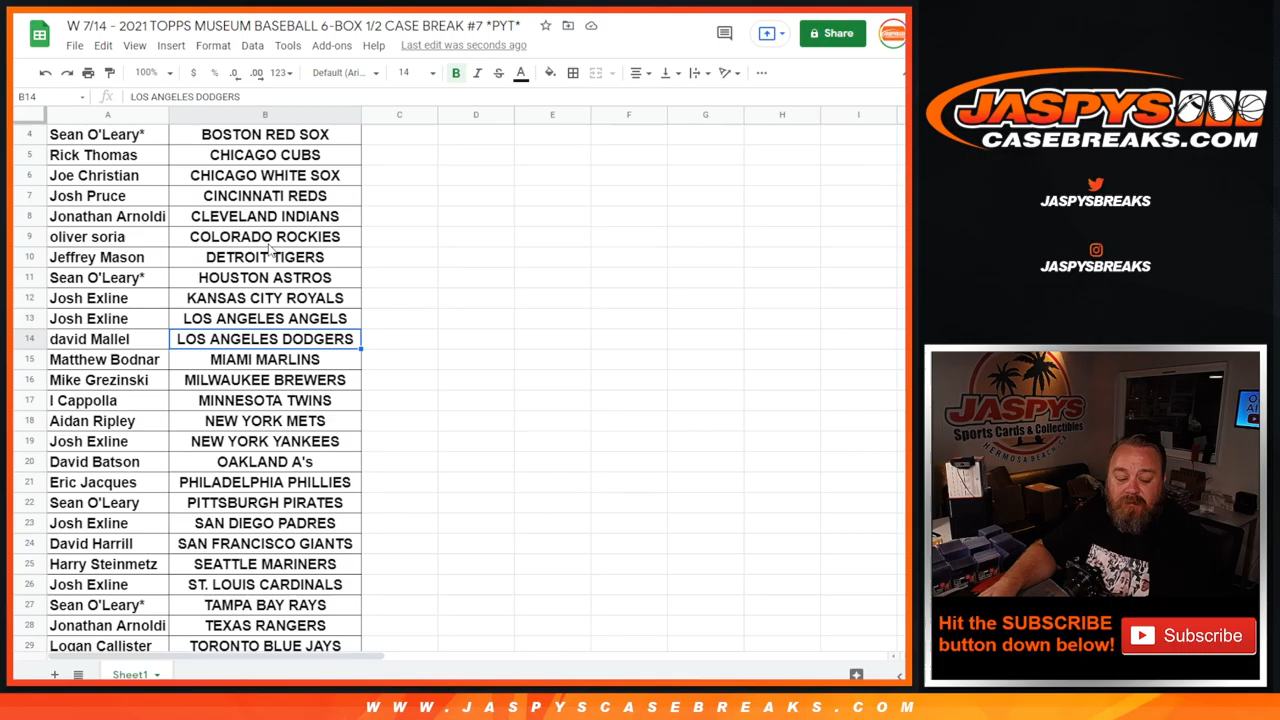 W 7/14 - 2021 TOPPS MUSEUM BASEBALL 6-BOX 1/2 CASE BREAK #7 *PYT*
File Edit View Insert Format Data Tools Add-ons Help Last edit was seconds ago
Share
100% $ % .0 .00 123 Default (Ari... 14 B I S A
B14 fx LOS ANGELES DODGERS
A B C D E F G H I
4 Sean O'Leary* BOSTON RED SOX
5 Rick Thomas CHICAGO CUBS
6 Joe Christian CHICAGO WHITE SOX
7 Josh Pruce CINCINNATI REDS
8 Jonathan Arnoldi CLEVELAND INDIANS
9 oliver soria COLORADO ROCKIES
10 Jeffrey Mason DETROIT TIGERS
11 Sean O'Leary* HOUSTON ASTROS
12 Josh Exline KANSAS CITY ROYALS
13 Josh Exline LOS ANGELES ANGELS
14 david Mallel LOS ANGELES DODGERS
15 Matthew Bodnar MIAMI MARLINS
16 Mike Grezinski MILWAUKEE BREWERS
17 I Cappolla MINNESOTA TWINS
18 Aidan Ripley NEW YORK METS
19 Josh Exline NEW YORK YANKEES
20 David Batson OAKLAND A's
21 Eric Jacques PHILADELPHIA PHILLIES
22 Sean O'Leary PITTSBURGH PIRATES
23 Josh Exline SAN DIEGO PADRES
24 David Harrill SAN FRANCISCO GIANTS
25 Harry Steinmetz SEATTLE MARINERS
26 Josh Exline ST. LOUIS CARDINALS
27 Sean O'Leary* TAMPA BAY RAYS
28 Jonathan Arnoldi TEXAS RANGERS
29 Logan Callister TORONTO BLUE JAYS
Sheet1
JASPYS
CASEBREAKS.COM
JASPYSBREAKS
JASPYSBREAKS
JASPYS
Sports Cards & Collectibles
HERMOSA BEACH, CA
Hit the SUBSCRIBE
button down below!
Subscribe
WWW.JASPYSCASEBREAKS.COM